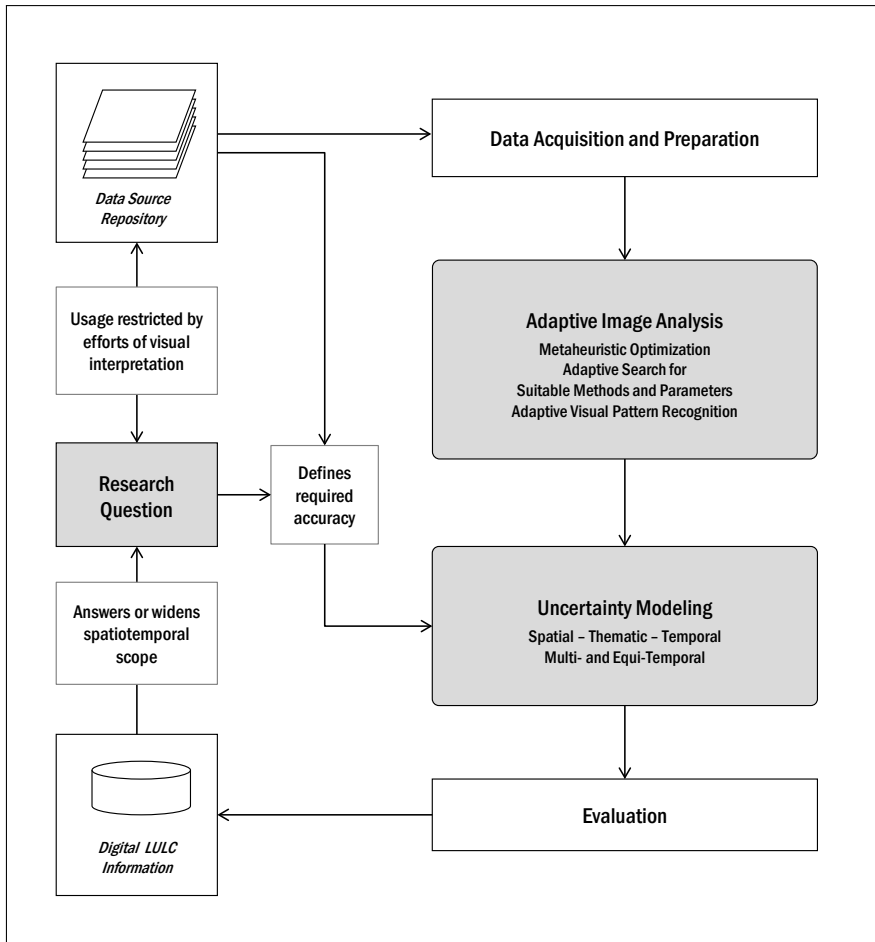 Data Source
Repository
Data Acquisition and Preparation
Usage restricted by
efforts of visual
interpretation
Adaptive Image Analysis
Metaheuristic Optimization
Adaptive Search for
Suitable Methods and Parameters
Adaptive Visual Pattern Recognition
Research
Question
Defines
required
accuracy
Answers or widens
spatiotemporal
scope
Uncertainty Modeling
Spatial – Thematic – Temporal
Multi- and Equi-Temporal
Digital LULC
Information
Evaluation